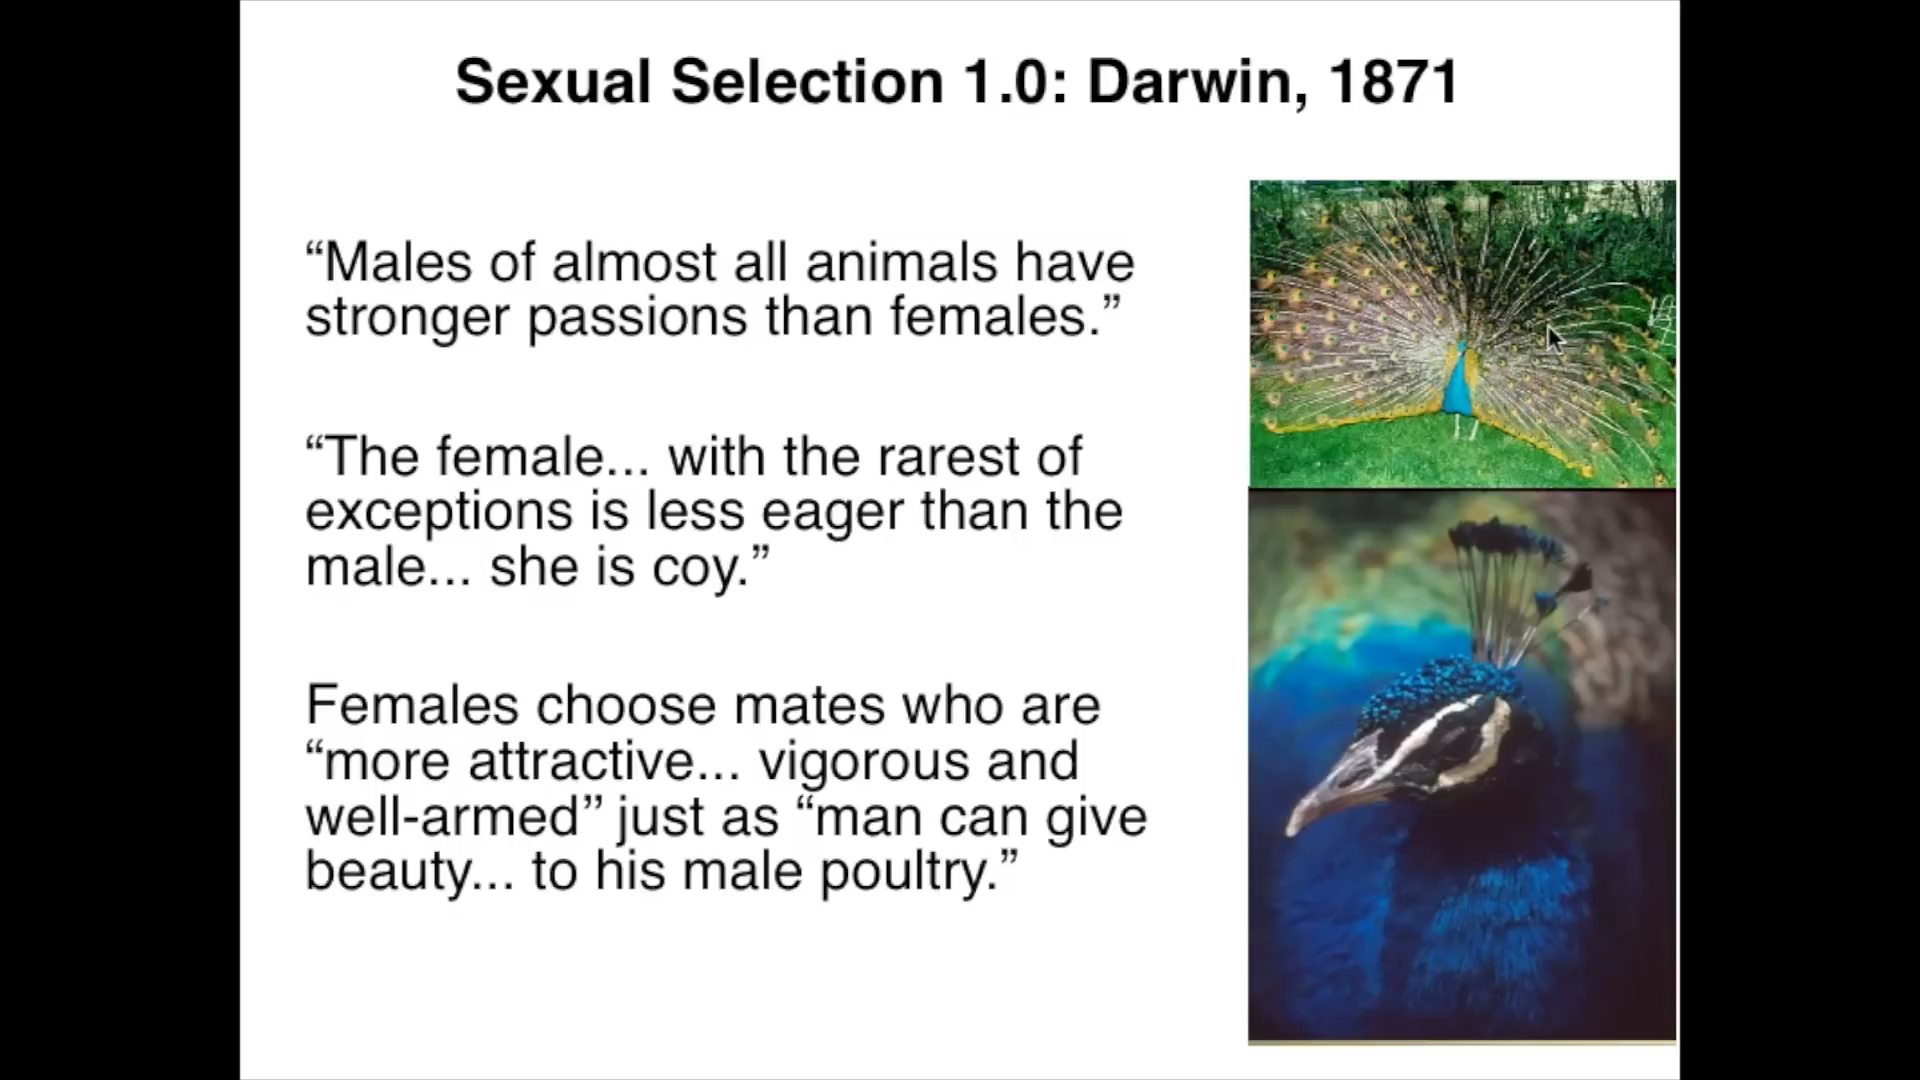 Sexual Selection 1.0: Darwin, 1871
“Males of almost all animals have
stronger passions than females.”
“The female... with the rarest of
exceptions is less eager than the
male... she is coy.”
Females choose mates who are
“more attractive... vigorous and
well-armed” just as “man can give
beauty... to his male poultry.”